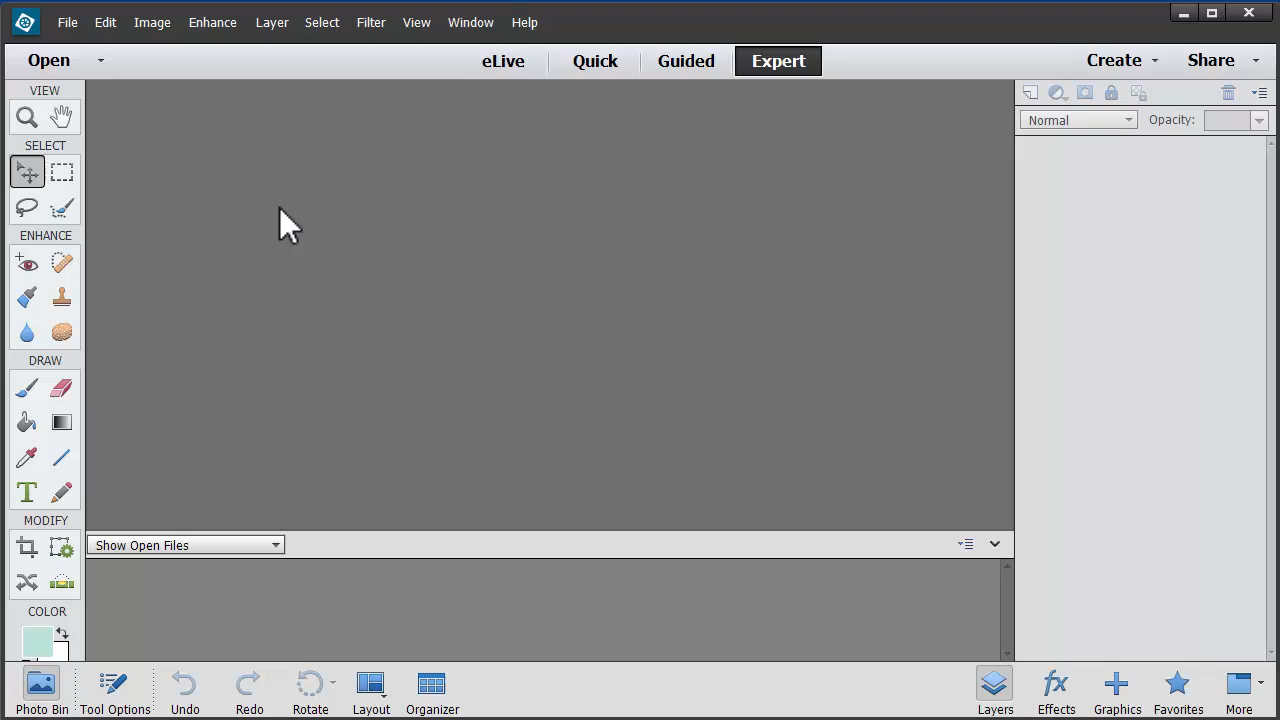 File Edit Image Enhance Layer Select Filter View Window Help
Open eLive Quick Guided Expert Create Share
VIEW
Normal Opacity:
SELECT
ENHANCE
DRAW
T
MODIFY
Show Open Files
COLOR
fx
Photo Bin Tool Options Undo Redo Rotate Layout Organizer Layers Effects Graphics Favorites More